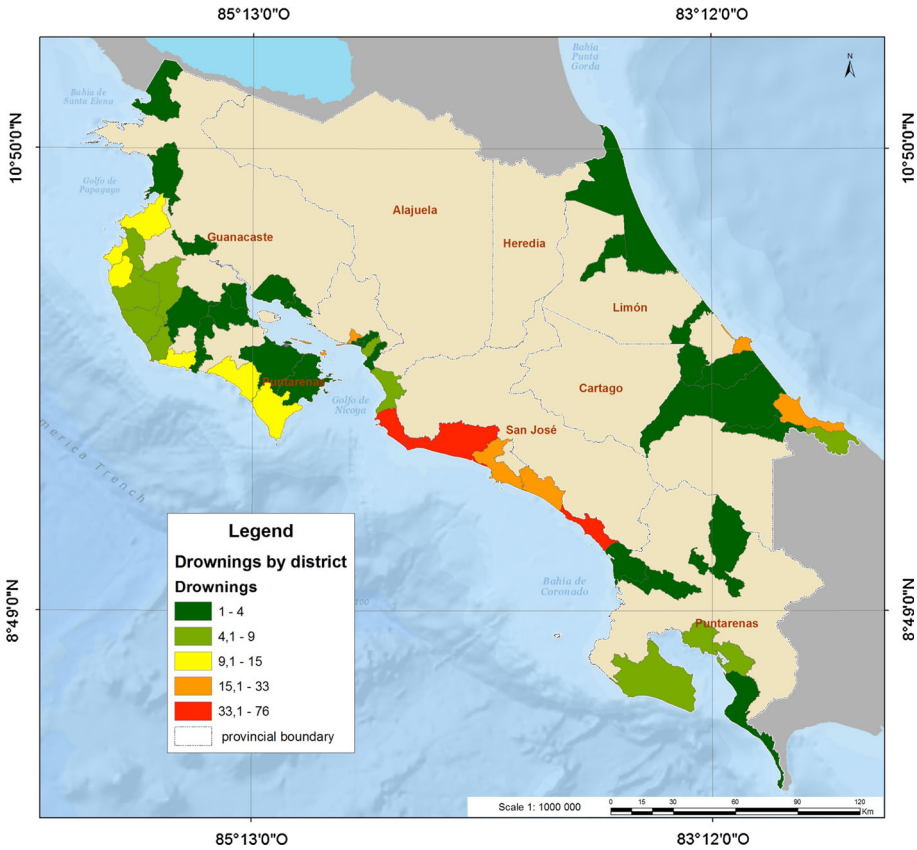 85°13'0"O
83°12'0"O
Bahía
Punta
Gorda
N
Bahía de
Santa Elena
10°50'0"N
10°50'0"N
Golfo de
Papagayo
Alajuela
Guanacaste
Heredia
Limón
Puntarenas
Cartago
Golfo de
Nicoya
San José
merica Trench
Legend
Drownings by district
Drownings
1 - 4
4,1 - 9
9,1 - 15
15,1 - 33
33,1 - 76
provincial boundary
Bahía de
Coronado
8°49'0"N
8°49'0"N
Puntarenas
Scale 1: 1000 000
0 15 30 60 90 120
Km
85°13'0"O
83°12'0"O